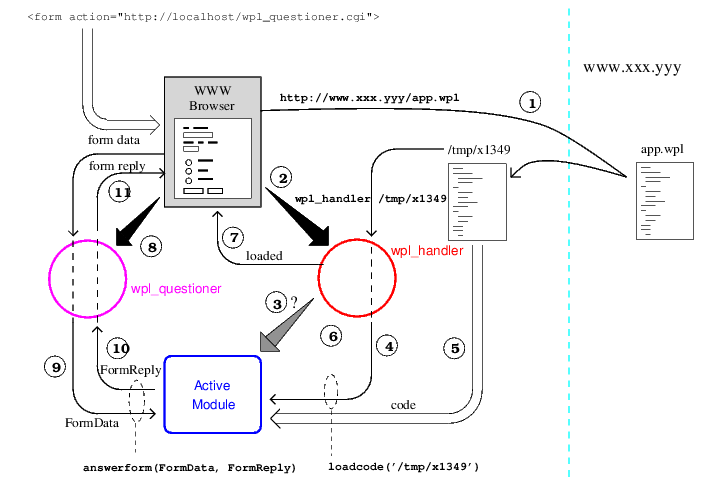 <form action="http://localhost/wpl_questioner.cgi">
www.xxx.yyy
WWW
Browser
http://www.xxx.yyy/app.wpl
1
form data
/tmp/x1349
app.wpl
form reply
2
11
wpl_handler /tmp/x1349
7
8
loaded
wpl_handler
wpl_questioner
3 ?
6
10
4
5
9
FormReply
Active
Module
code
FormData
answerform(FormData, FormReply)
loadcode('/tmp/x1349')